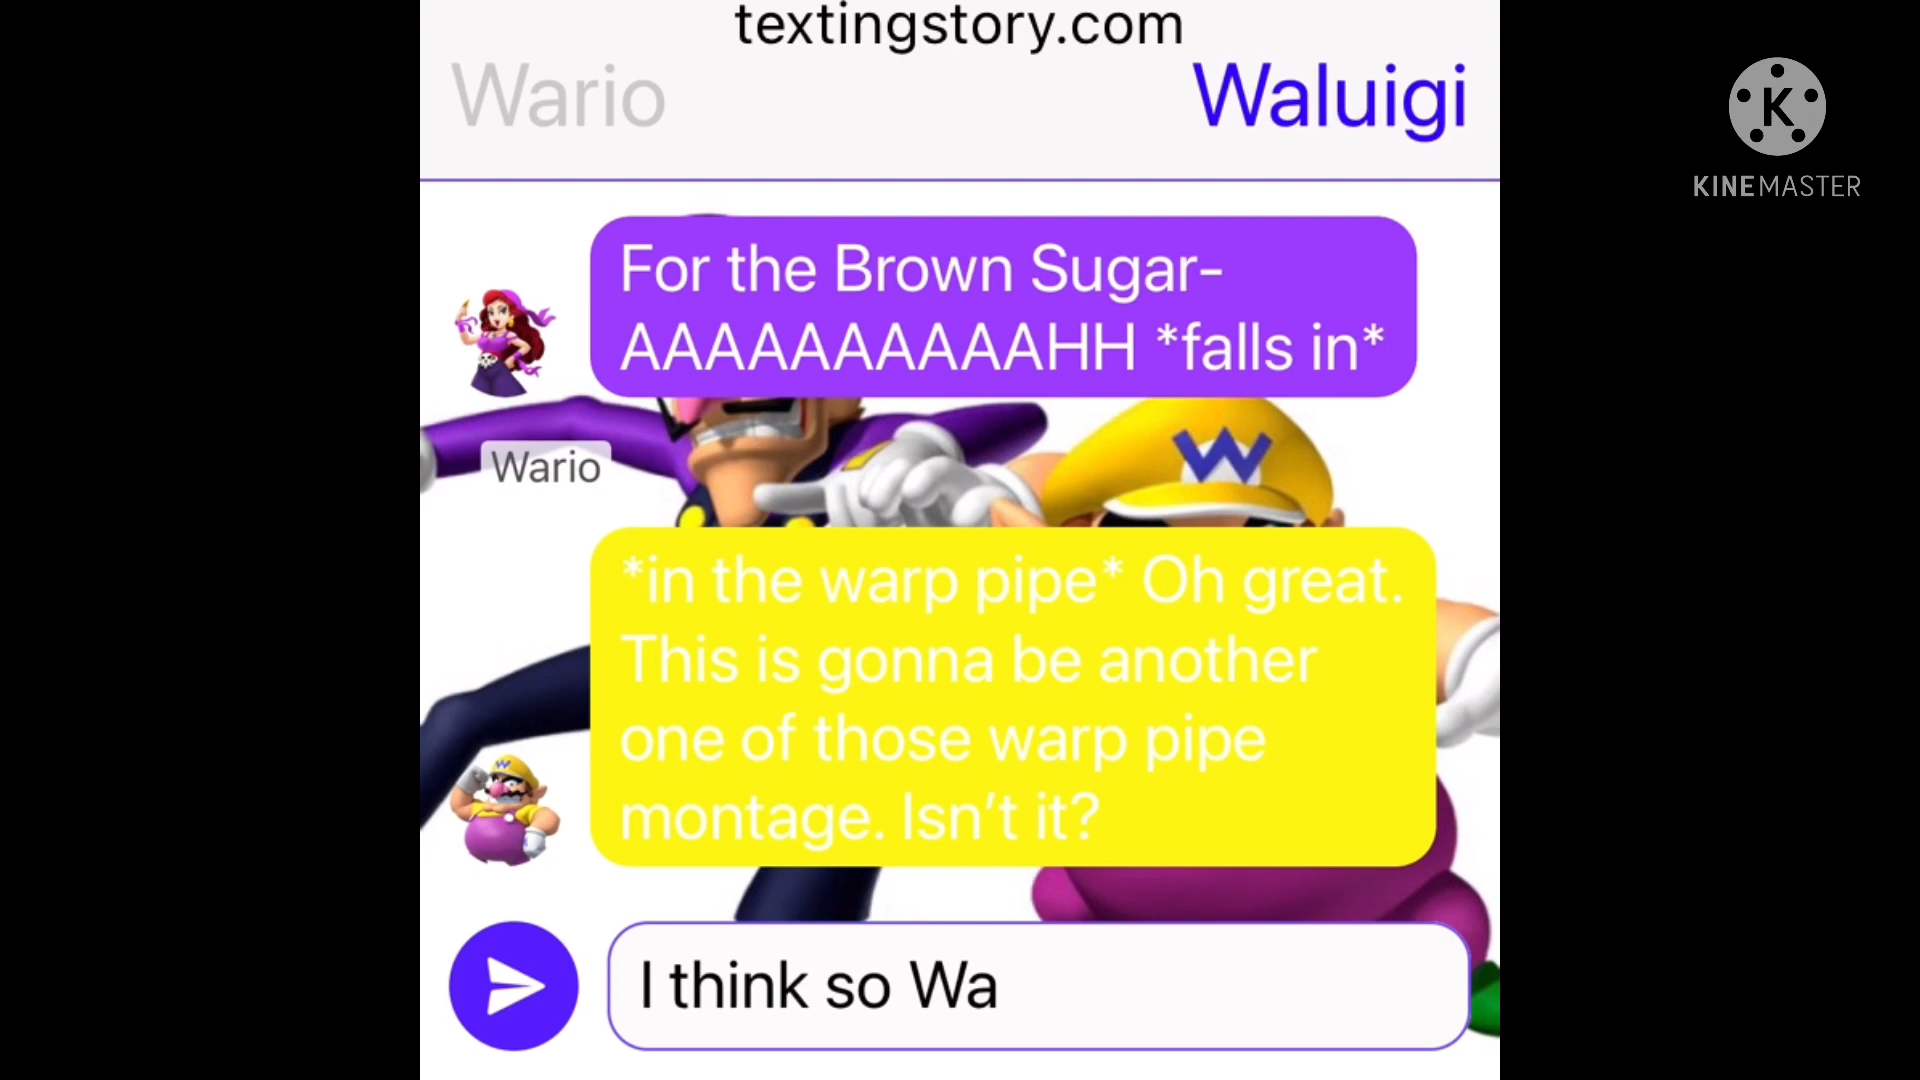 textingstory.com
Wario
Waluigi
K
KINEMASTER
For the Brown Sugar-
AAAAAAAAAAAHH *falls in*
Wario
W
*in the warp pipe* Oh great.
This is gonna be another
one of those warp pipe
montage. Isn’t it?
W
I think so Wa